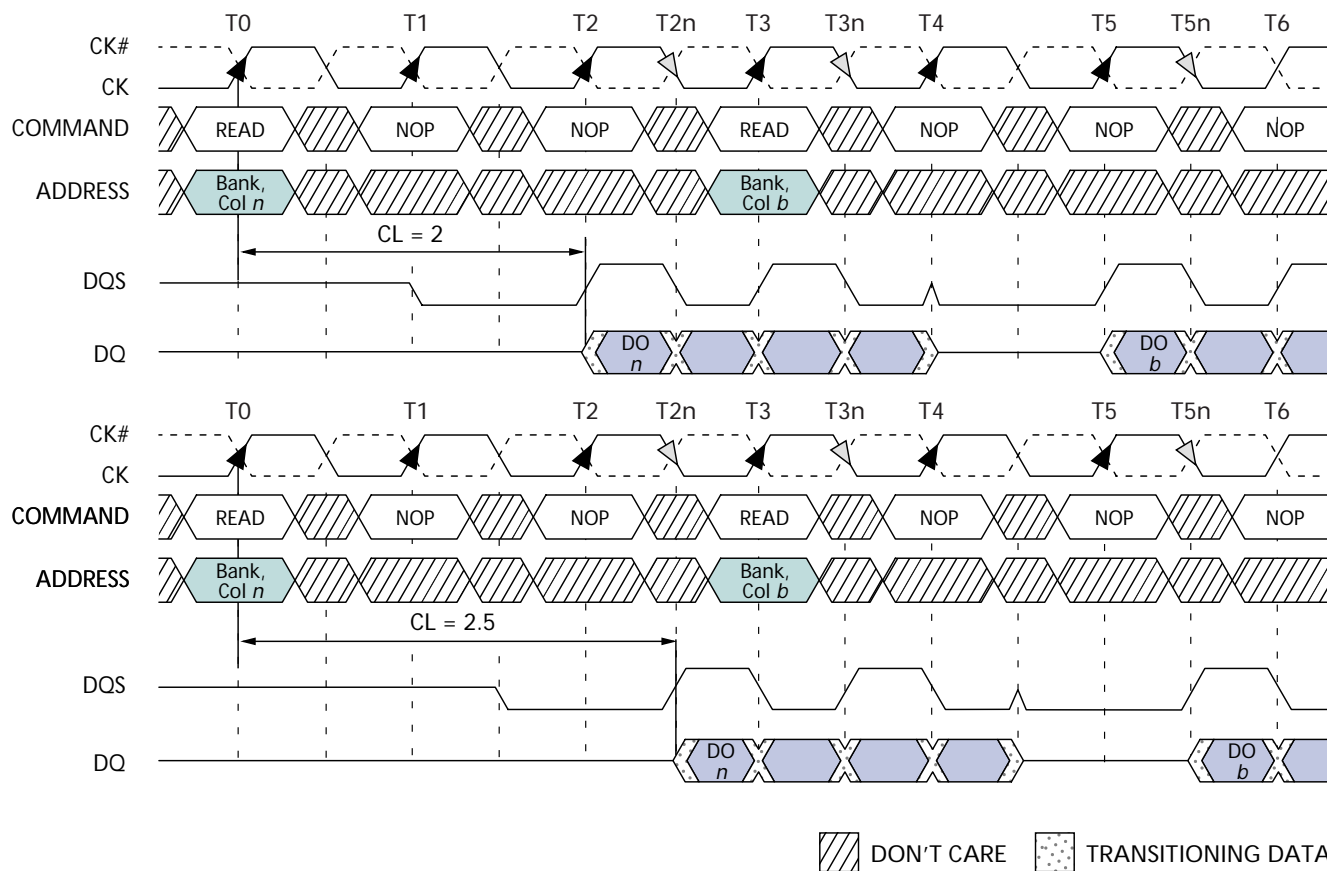 T0 T1 T2 T2n T3 T3n T4 T5 T5n T6
CK#
CK
COMMAND READ NOP NOP READ NOP NOP NOP
ADDRESS Bank, Col n Bank, Col b
CL = 2
DQS
DQ DO n DO b
T0 T1 T2 T2n T3 T3n T4 T5 T5n T6
CK#
CK
COMMAND READ NOP NOP READ NOP NOP NOP
ADDRESS Bank, Col n Bank, Col b
CL = 2.5
DQS
DQ DO n DO b
DON'T CARE TRANSITIONING DATA